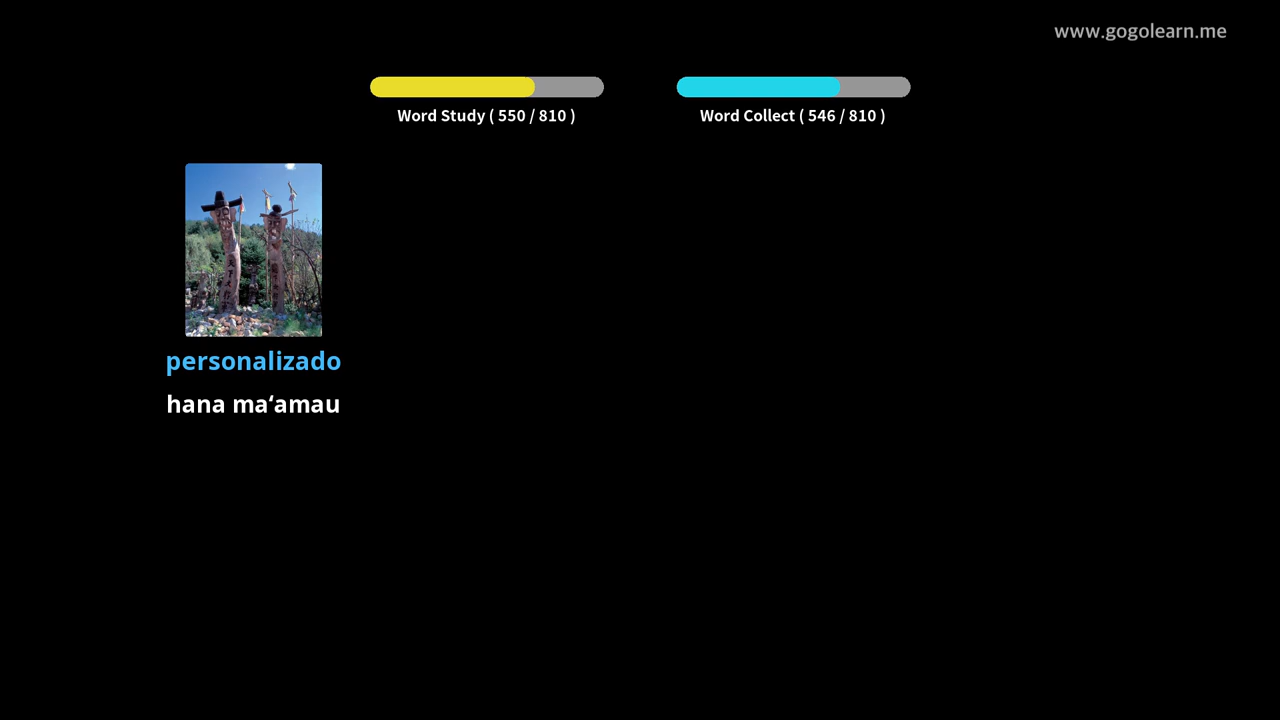 www.gogolearn.me
Word Study ( 550 / 810 )
Word Collect ( 546 / 810 )
personalizado
hana maʻamau